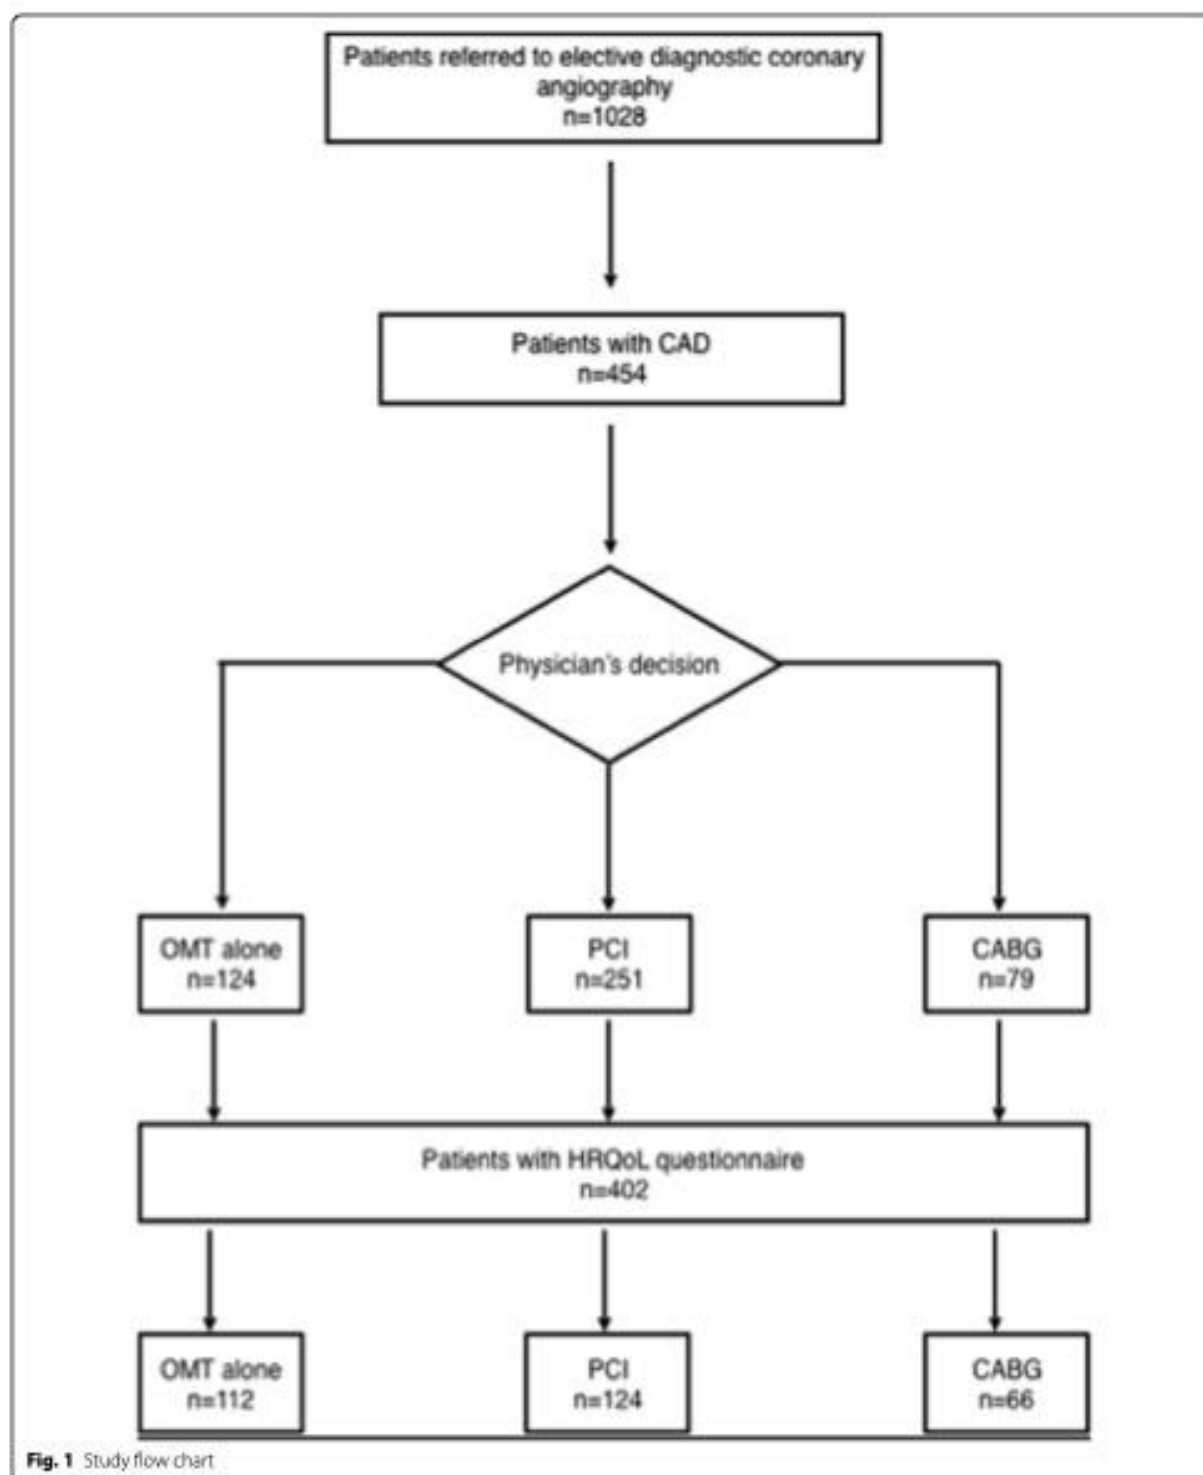 Patients referred to elective diagnostic coronary
angiography
n=1028
Patients with CAD
n=454
Physician's decision
OMT alone
n=124
PCI
n=251
CABG
n=79
Patients with HRQoL questionnaire
n=402
OMT alone
n=112
PCI
n=124
CABG
n=66
Fig. 1 Study flow chart